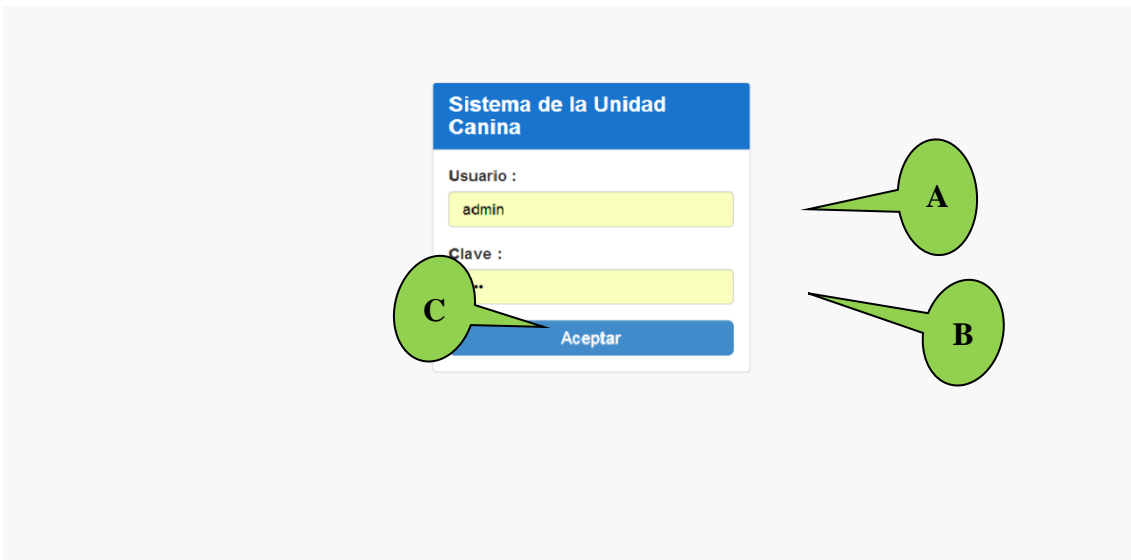 Sistema de la Unidad
Canina
Usuario :
admin
A
Clave :
••
C
B
Aceptar